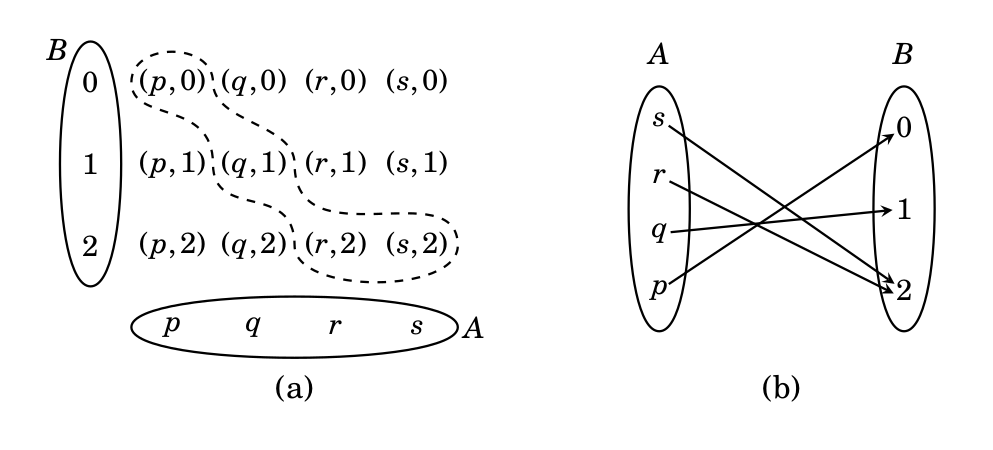 B
0 (p,0) (q,0) (r,0) (s,0)
1 (p,1) (q,1) (r,1) (s,1)
2 (p,2) (q,2) (r,2) (s,2)
p q r s A
(a)
A B
s
0
r
1
q
p
2
(b)